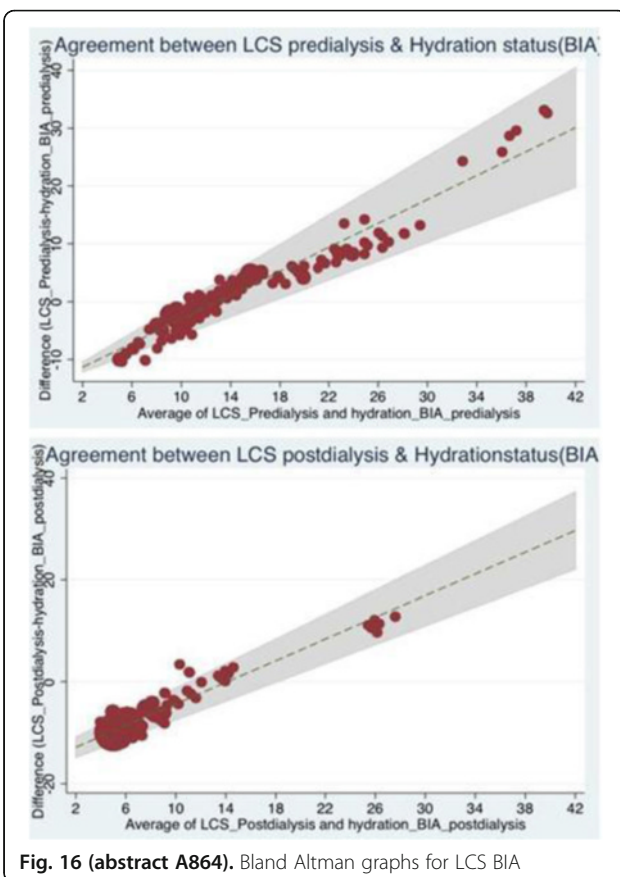 Agreement between LCS predialysis & Hydration status(BIA)
Difference (LCS_Predialysis-hydration_BIA_predialysis)
40
30
20
10
0
-10
2 6 10 14 18 22 26 30 34 38 42
Average of LCS_Predialysis and hydration_BIA_predialysis
Agreement between LCS postdialysis & Hydrationstatus(BIA
Difference (LCS_Postdialysis-hydration_BIA_postdialysis)
40
20
0
-20
2 6 10 14 18 22 26 30 34 38 42
Average of LCS_Postdialysis and hydration_BIA_postdialysis
Fig. 16 (abstract A864). Bland Altman graphs for LCS BIA